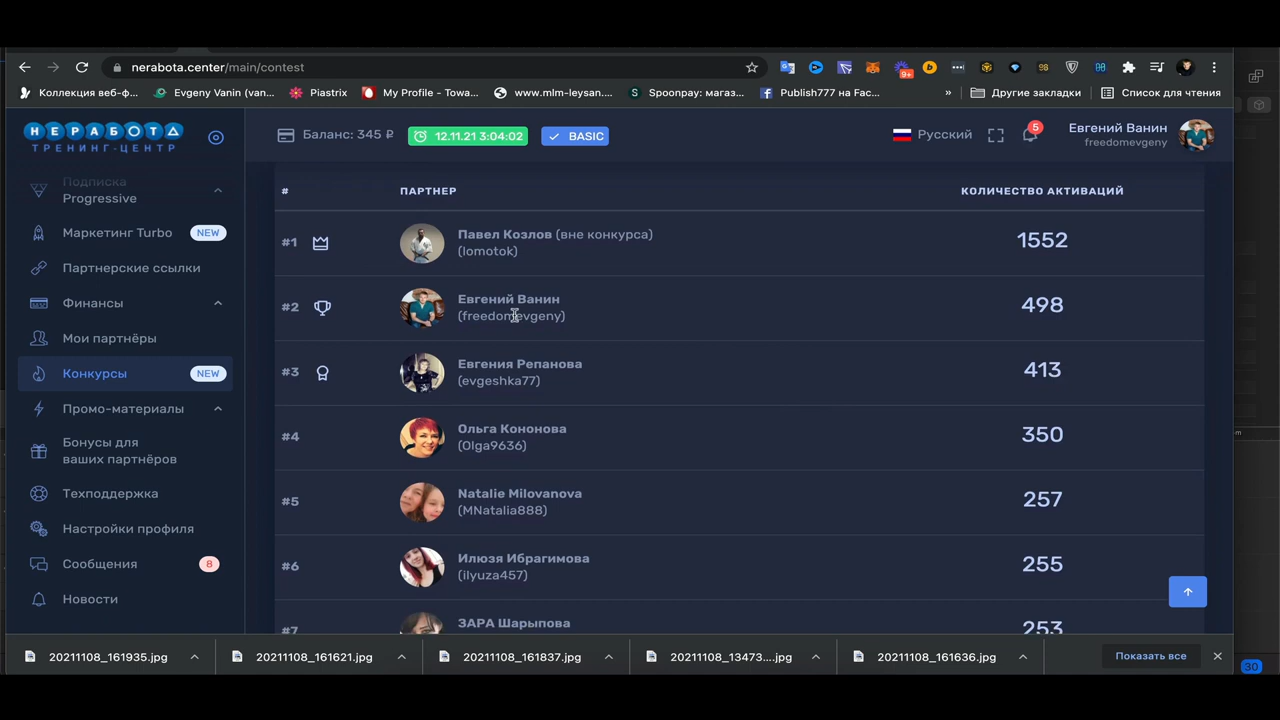 nerabota.center/main/contest
9+
Коллекция веб-ф...
Evgeny Vanin (van...
Piastrix
My Profile - Towa...
www.mlm-leysan....
Spoonpay: магаз...
Publish777 на Fac...
»
Другие закладки
Список для чтения
НЕРАБОТА
ТРЕНИНГ-ЦЕНТР
Баланс: 345 ₽
12.11.21 3:04:02
BASIC
Русский
5
Евгений Ванин
freedomevgeny
Подписка
Progressive
Маркетинг Turbo NEW
Партнерские ссылки
Финансы
Мои партнёры
Конкурсы NEW
Промо-материалы
Бонусы для
ваших партнёров
Техподдержка
Настройки профиля
Сообщения 8
Новости
# ПАРТНЕР КОЛИЧЕСТВО АКТИВАЦИЙ
#1 Павел Козлов (вне конкурса) 1552
(lomotok)
#2 Евгений Ванин 498
(freedomevgeny)
#3 Евгения Репанова 413
(evgeshka77)
#4 Ольга Кононова 350
(Olga9636)
#5 Natalie Milovanova 257
(MNatalia888)
#6 Илюзя Ибрагимова 255
(ilyuza457)
#7 ЗАРА Шарыпова 253
20211108_161935.jpg
20211108_161621.jpg
20211108_161837.jpg
20211108_13473....jpg
20211108_161636.jpg
Показать все
30